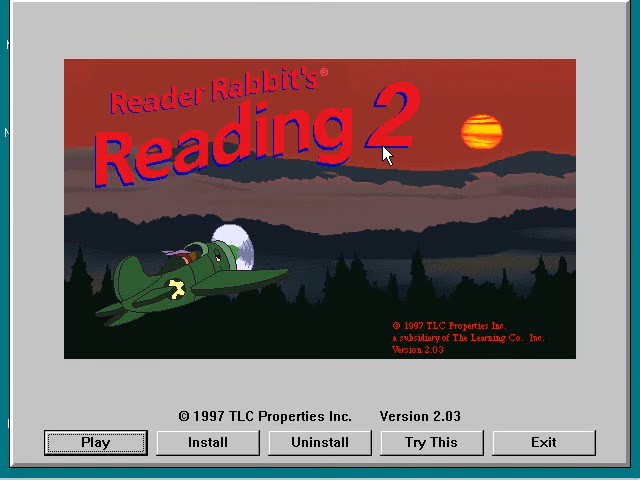 Reader Rabbit's®
Reading 2
© 1997 TLC Properties Inc.
a subsidiary of The Learning Co. Inc.
Version 2.03
© 1997 TLC Properties Inc. Version 2.03
Play Install Uninstall Try This Exit